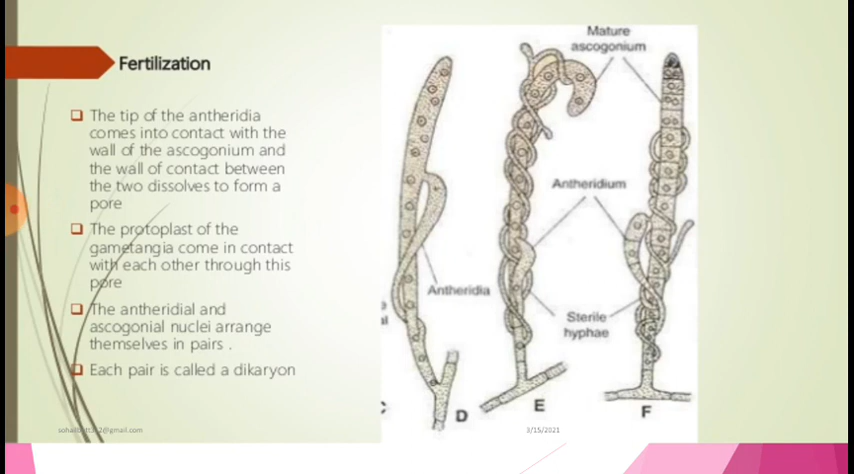 Fertilization
The tip of the antheridia
comes into contact with the
wall of the ascogonium and
the wall of contact between
the two dissolves to form a
pore
The protoplast of the
gametangia come in contact
with each other through this
pore
The antheridial and
ascogonial nuclei arrange
themselves in pairs .
Each pair is called a dikaryon
Mature
ascogonium
Antheridium
Antheridia
Sterile
hyphae
D
E
F
3/15/2021